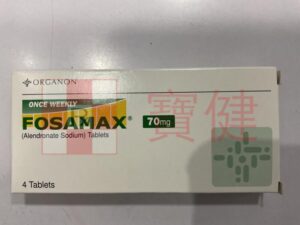 ORGANON
ONCE WEEKLY
FOSAMAX® 70mg
(Alendronate Sodium) Tablets
寶健
4 Tablets